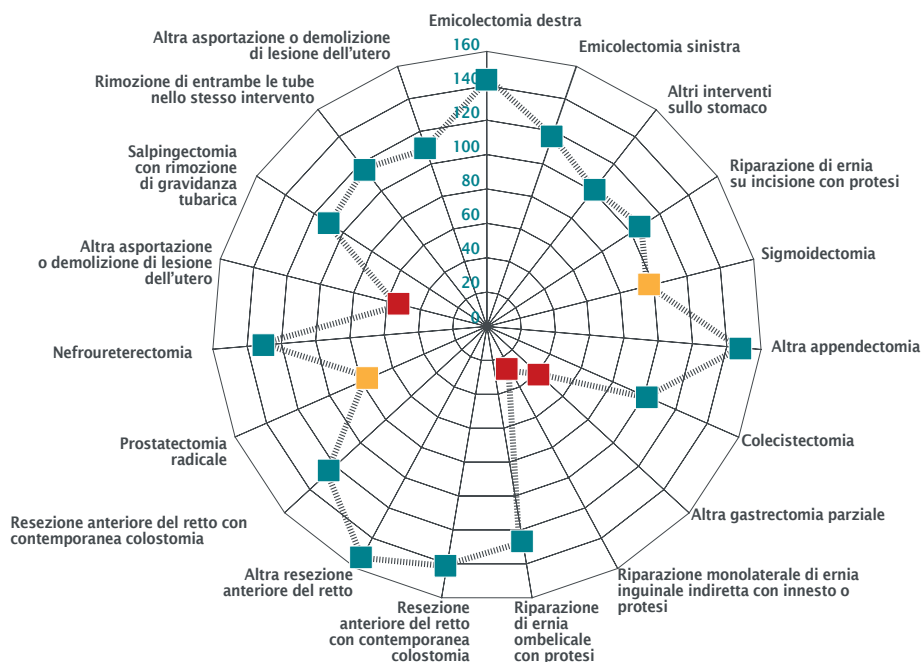 Emicolectomia destra
Emicolectomia sinistra
Altri interventi
sullo stomaco
Riparazione di ernia
su incisione con protesi
Sigmoidectomia
Altra appendectomia
Colecistectomia
Altra gastrectomia parziale
Riparazione monolaterale di ernia
inguinale indiretta con innesto o
protesi
Riparazione
di ernia
ombelicale
con protesi
Resezione
anteriore del retto
con contemporanea
colostomia
Altra resezione
anteriore del retto
Resezione anteriore del retto con
contemporanea colostomia
Prostatectomia
radicale
Nefroureterectomia
Altra asportazione
o demolizione di lesione
dell'utero
Salpingectomia
con rimozione
di gravidanza
tubarica
Rimozione di entrambe le tube
nello stesso intervento
Altra asportazione o demolizione
di lesione dell'utero
160
140
120
100
80
60
40
20
0